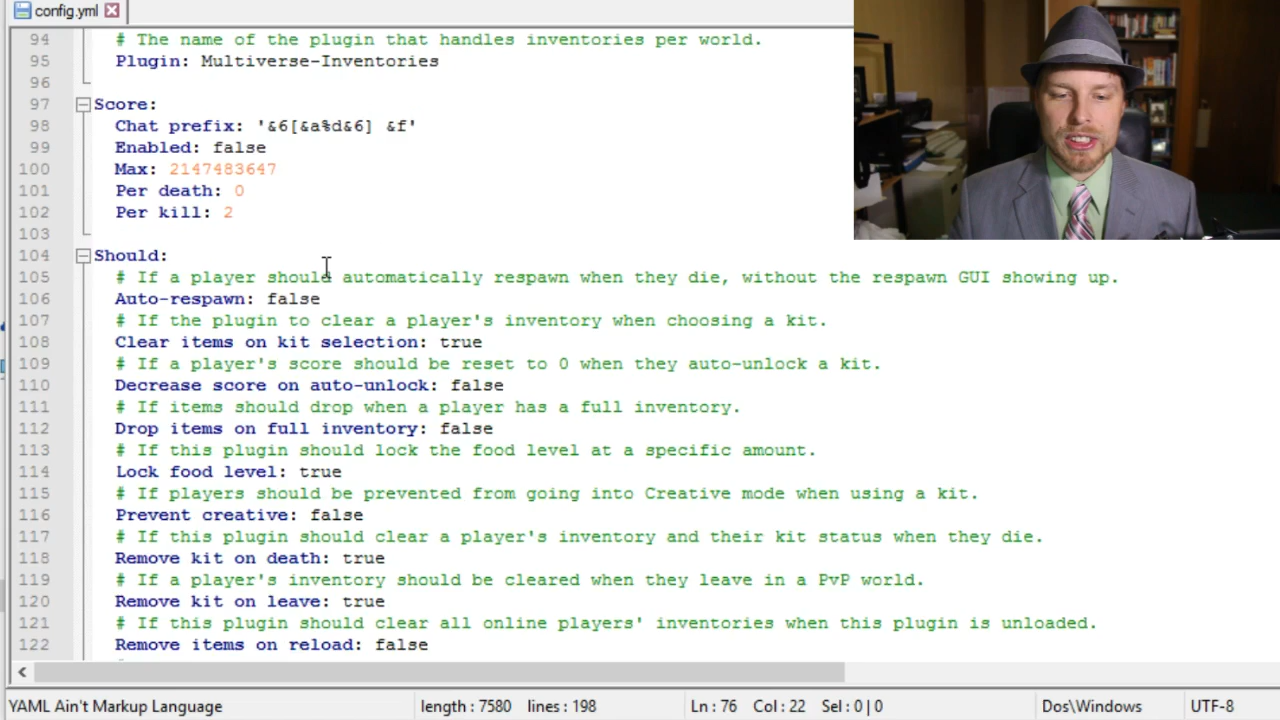 config.yml
94 # The name of the plugin that handles inventories per world.
95 Plugin: Multiverse-Inventories
96
97 Score:
98 Chat prefix: '&6[&a%d&6] &f'
99 Enabled: false
100 Max: 2147483647
101 Per death: 0
102 Per kill: 2
103
104 Should:
105 # If a player should automatically respawn when they die, without the respawn GUI showing up.
106 Auto-respawn: false
107 # If the plugin to clear a player's inventory when choosing a kit.
108 Clear items on kit selection: true
109 # If a player's score should be reset to 0 when they auto-unlock a kit.
110 Decrease score on auto-unlock: false
111 # If items should drop when a player has a full inventory.
112 Drop items on full inventory: false
113 # If this plugin should lock the food level at a specific amount.
114 Lock food level: true
115 # If players should be prevented from going into Creative mode when using a kit.
116 Prevent creative: false
117 # If this plugin should clear a player's inventory and their kit status when they die.
118 Remove kit on death: true
119 # If a player's inventory should be cleared when they leave in a PvP world.
120 Remove kit on leave: true
121 # If this plugin should clear all online players' inventories when this plugin is unloaded.
122 Remove items on reload: false
YAML Ain't Markup Language length : 7580 lines : 198 Ln : 76 Col : 22 Sel : 0 | 0 Dos\Windows UTF-8